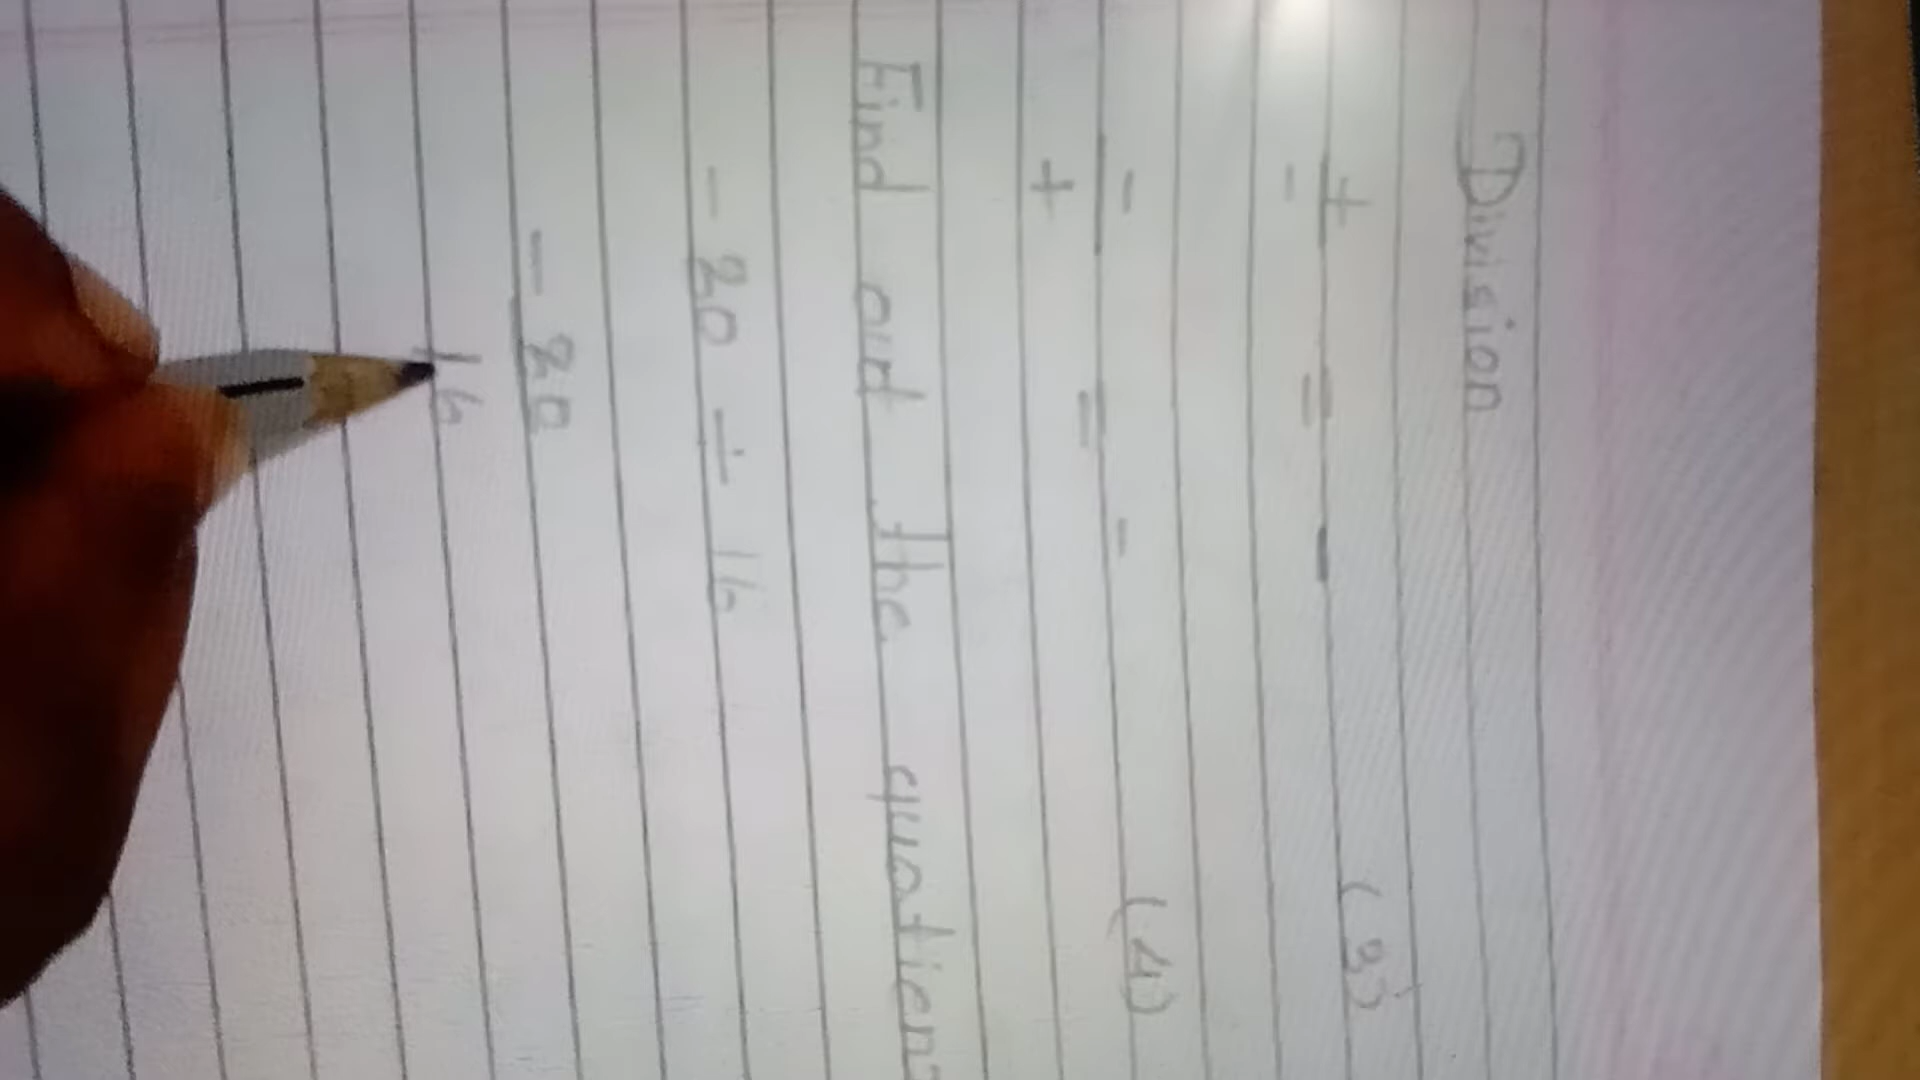 Division
+
- = - (3)
-
+ = - (4)
Find out the quotient
- 80 ÷ 16
- 80
16